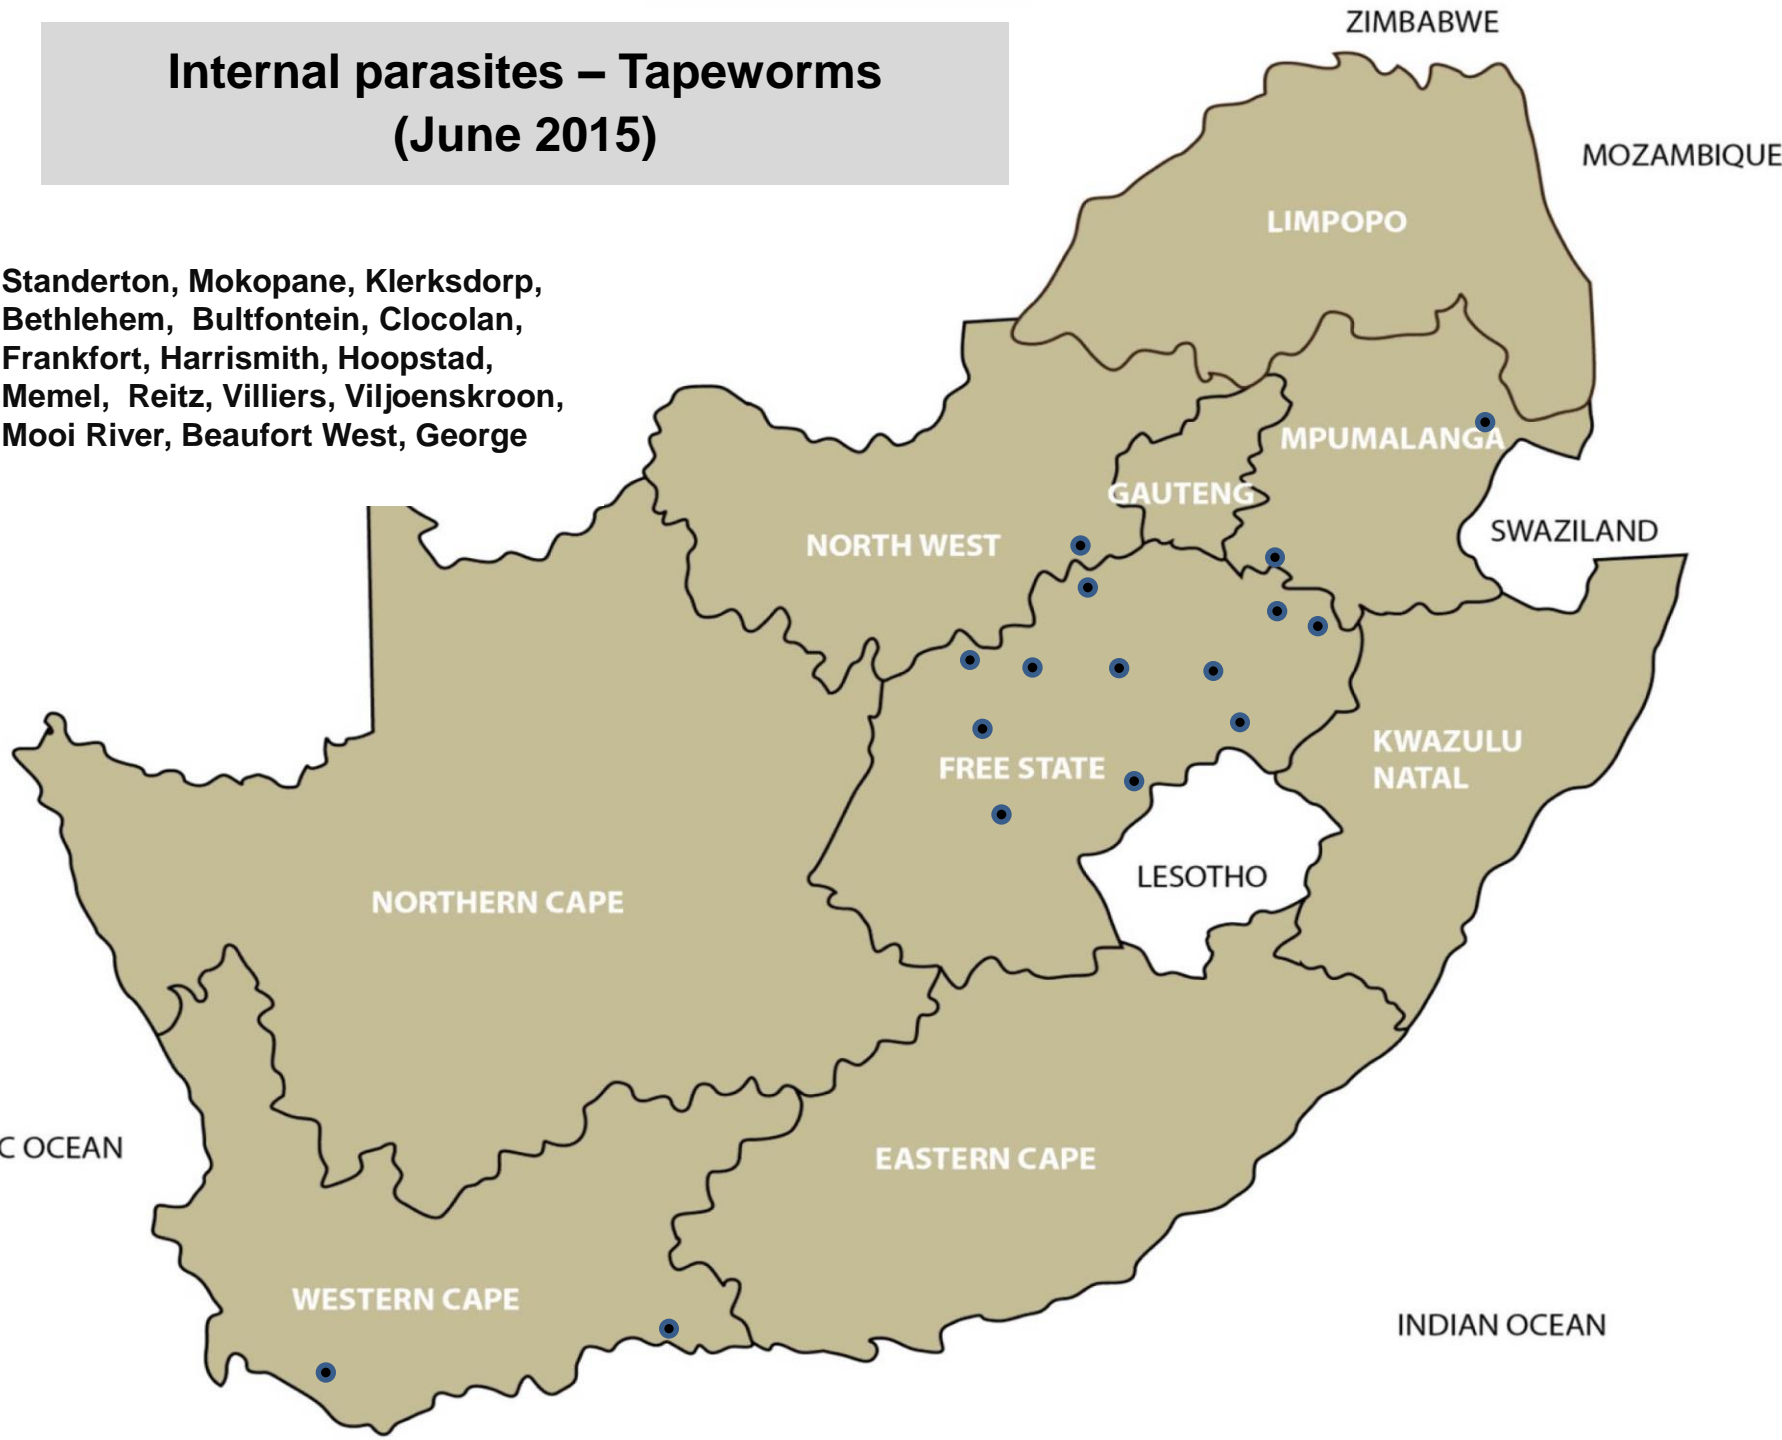 Internal parasites – Tapeworms
(June 2015)
Standerton, Mokopane, Klerksdorp,
Bethlehem, Bultfontein, Clocolan,
Frankfort, Harrismith, Hoopstad,
Memel, Reitz, Villiers, Viljoenskroon,
Mooi River, Beaufort West, George
ZIMBABWE
MOZAMBIQUE
LIMPOPO
MPUMALANGA
GAUTENG
NORTH WEST
SWAZILAND
KWAZULU
NATAL
FREE STATE
LESOTHO
NORTHERN CAPE
C OCEAN
EASTERN CAPE
WESTERN CAPE
INDIAN OCEAN